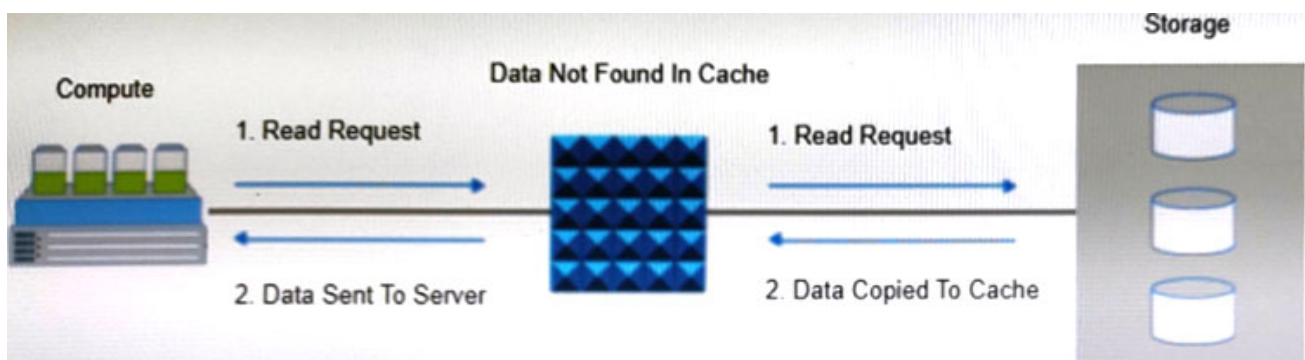 Storage
Data Not Found In Cache
Compute
1. Read Request
1. Read Request
2. Data Sent To Server
2. Data Copied To Cache